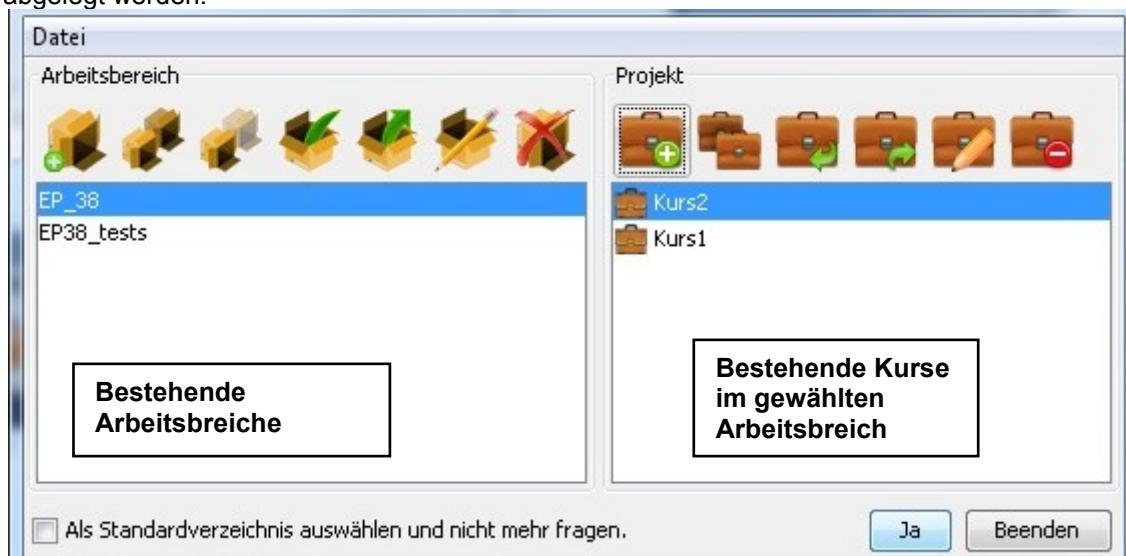 abgelegt werden.
Datei
Arbeitsbereich
Projekt
EP_38
EP38_tests
Kurs2
Kurs1
Bestehende
Arbeitsbreiche
Bestehende Kurse
im gewählten
Arbeitsbreich
Als Standardverzeichnis auswählen und nicht mehr fragen.
Ja
Beenden